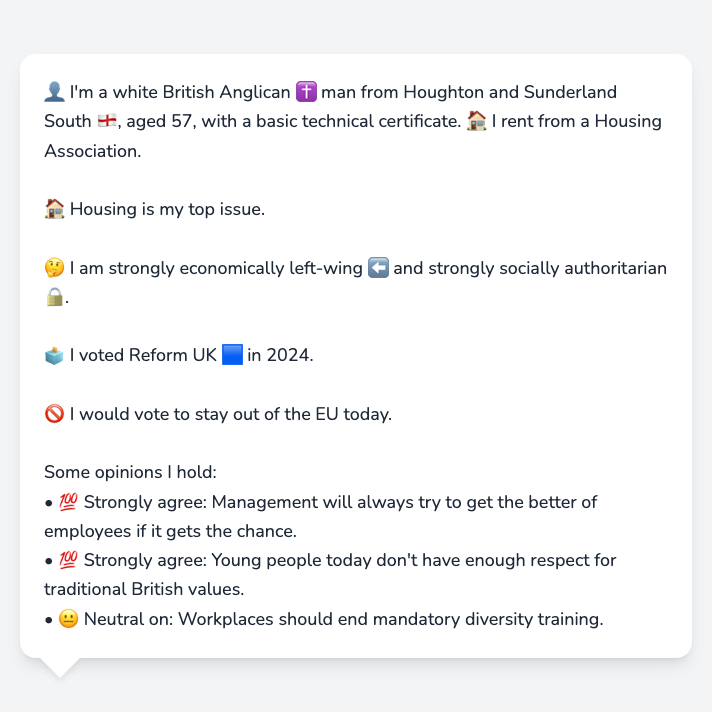 👤 I'm a white British Anglican ✝️ man from Houghton and Sunderland
South 🏴󠁧󠁢󠁥󠁮󠁧󠁿, aged 57, with a basic technical certificate. 🏠 I rent from a Housing
Association.
🏠 Housing is my top issue.
🤔 I am strongly economically left-wing ⬅️ and strongly socially authoritarian
🔒.
🗳️ I voted Reform UK 🟦 in 2024.
🚫 I would vote to stay out of the EU today.
Some opinions I hold:
• 💯 Strongly agree: Management will always try to get the better of
employees if it gets the chance.
• 💯 Strongly agree: Young people today don't have enough respect for
traditional British values.
• 😐 Neutral on: Workplaces should end mandatory diversity training.